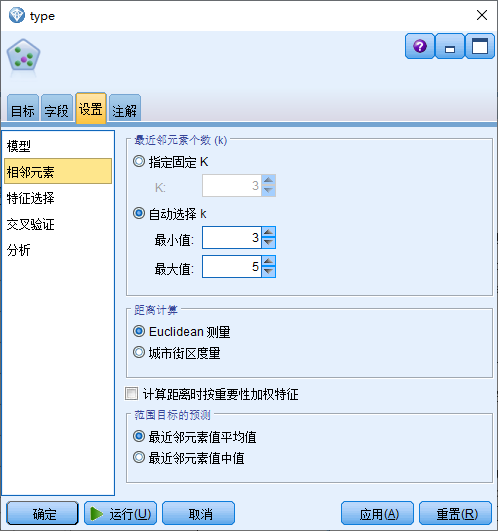 type
目标 字段 设置 注解
模型
相邻元素
特征选择
交叉验证
分析
最近邻元素个数 (k)
指定固定 K
K: 3
自动选择 k
最小值: 3
最大值: 5
距离计算
Euclidean 测量
城市街区度量
计算距离时按重要性加权特征
范围目标的预测
最近邻元素值平均值
最近邻元素值中值
确定 运行(U) 取消 应用(A) 重置(R)